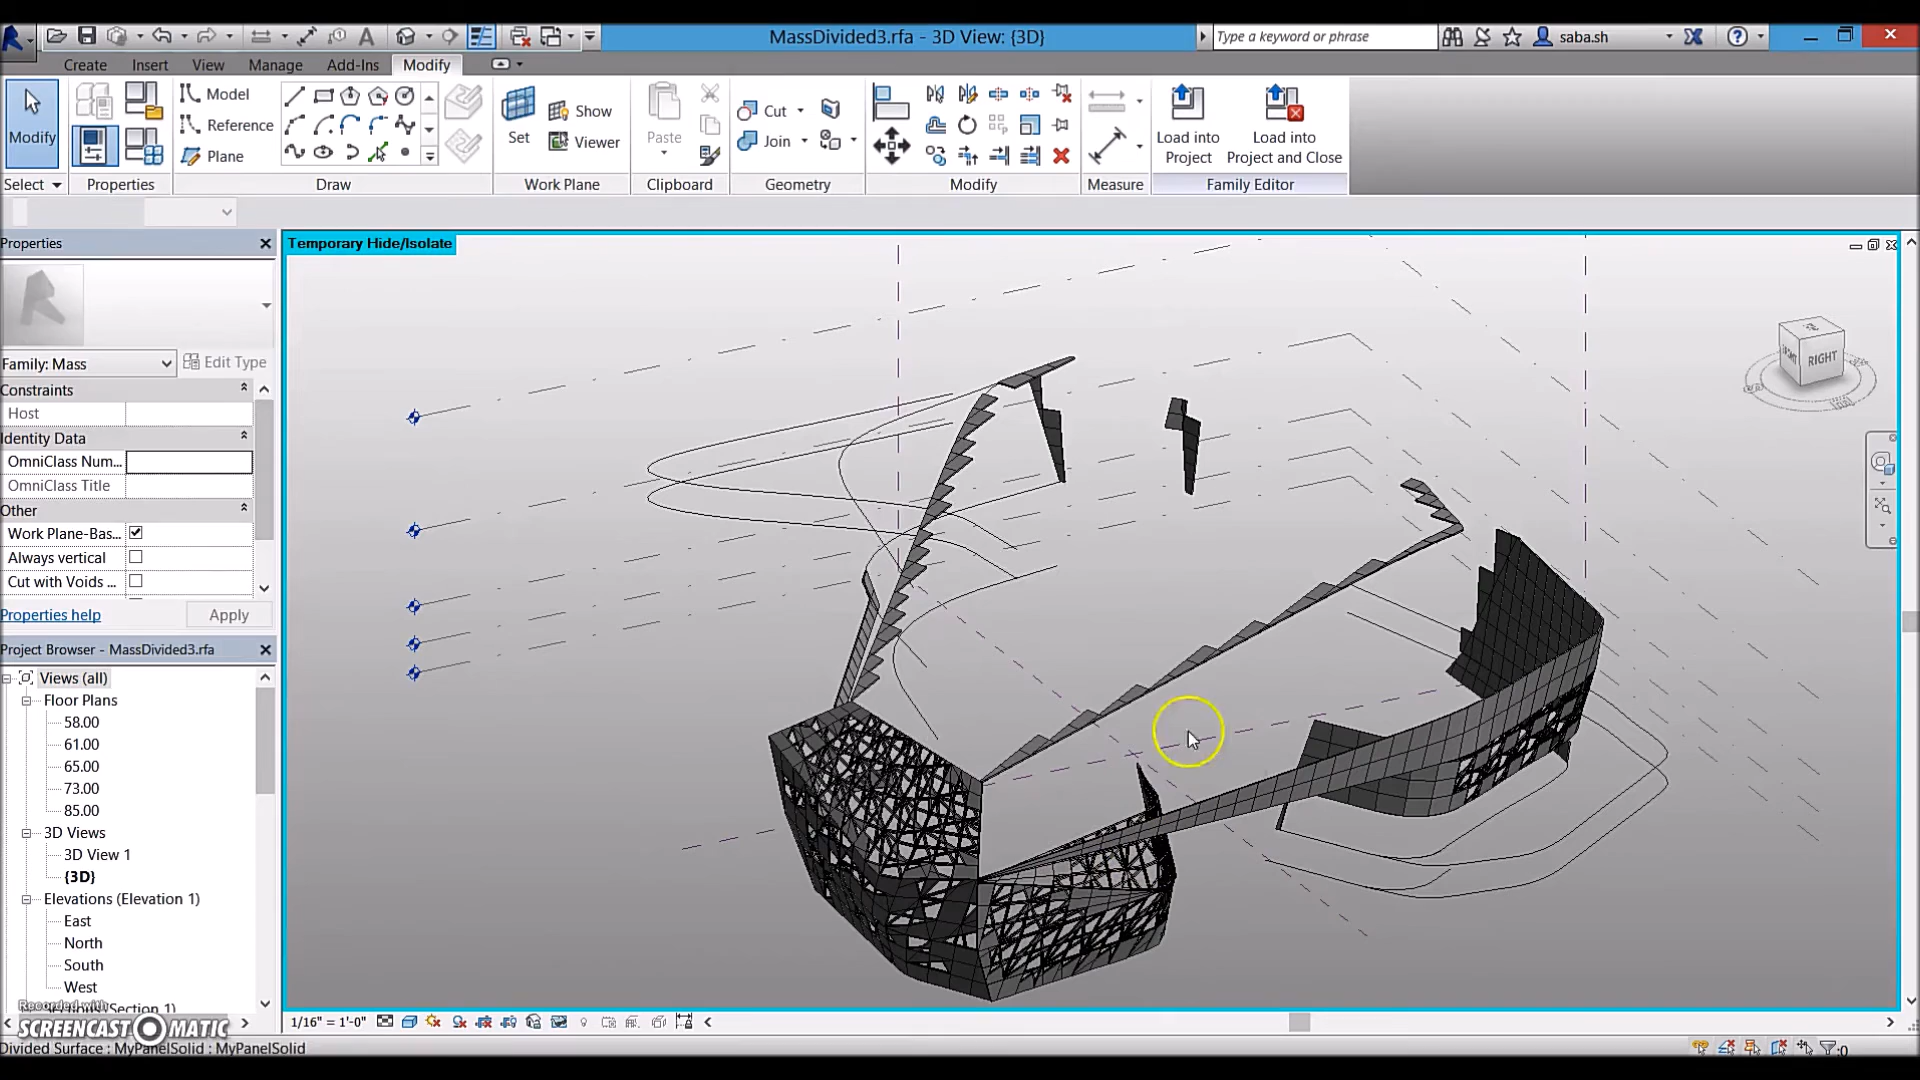 MassDivided3.rfa - 3D View: {3D}
Type a keyword or phrase
saba.sh
Create
Insert
View
Manage
Add-Ins
Modify
Modify
Model
Reference
Plane
Set
Show
Viewer
Paste
Cut
Join
Load into
Project
Load into
Project and Close
Select
Properties
Draw
Work Plane
Clipboard
Geometry
Modify
Measure
Family Editor
Properties
Temporary Hide/Isolate
RIGHT
Family: Mass
Edit Type
Constraints
Host
Identity Data
OmniClass Num...
OmniClass Title
Other
Work Plane-Bas...
Always vertical
Cut with Voids ...
Properties help
Apply
Project Browser - MassDivided3.rfa
Views (all)
Floor Plans
58.00
61.00
65.00
73.00
85.00
3D Views
3D View 1
{3D}
Elevations (Elevation 1)
East
North
South
West
Recorded with
SCREENCAST MATIC
1/16" = 1'-0"
Divided Surface : MyPanelSolid : MyPanelSolid
:0